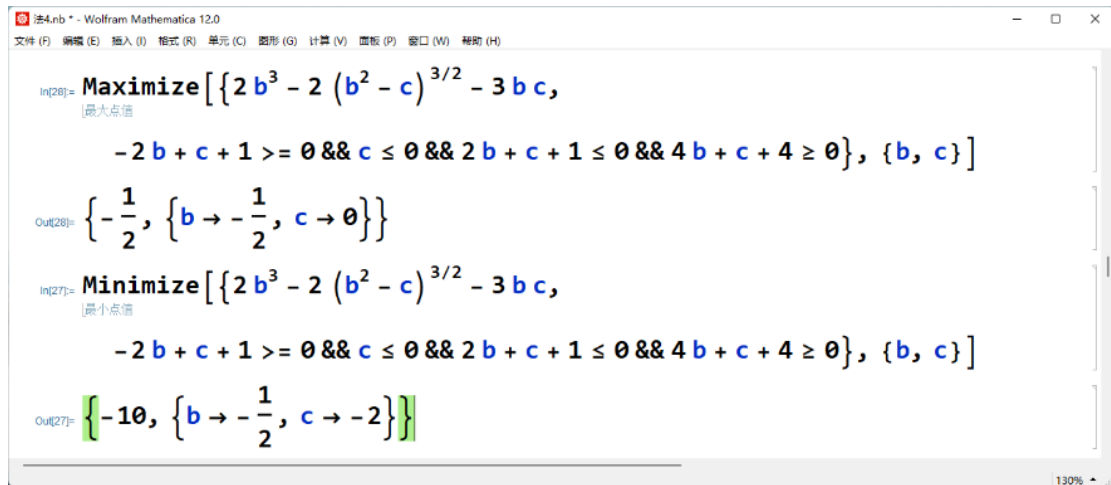 法4.nb * - Wolfram Mathematica 12.0
文件 (F) 编辑 (E) 插入 (I) 格式 (R) 单元 (C) 图形 (G) 计算 (V) 面板 (P) 窗口 (W) 帮助 (H)
In[28]:= Maximize[{2 b^3 - 2 (b^2 - c)^(3/2) - 3 b c,
最大点值
-2 b + c + 1 >= 0 && c ≤ 0 && 2 b + c + 1 ≤ 0 && 4 b + c + 4 ≥ 0}, {b, c}]
Out[28]= {-1/2, {b → -1/2, c → 0}}
In[27]:= Minimize[{2 b^3 - 2 (b^2 - c)^(3/2) - 3 b c,
最小点值
-2 b + c + 1 >= 0 && c ≤ 0 && 2 b + c + 1 ≤ 0 && 4 b + c + 4 ≥ 0}, {b, c}]
Out[27]= {-10, {b → -1/2, c → -2}}
130%